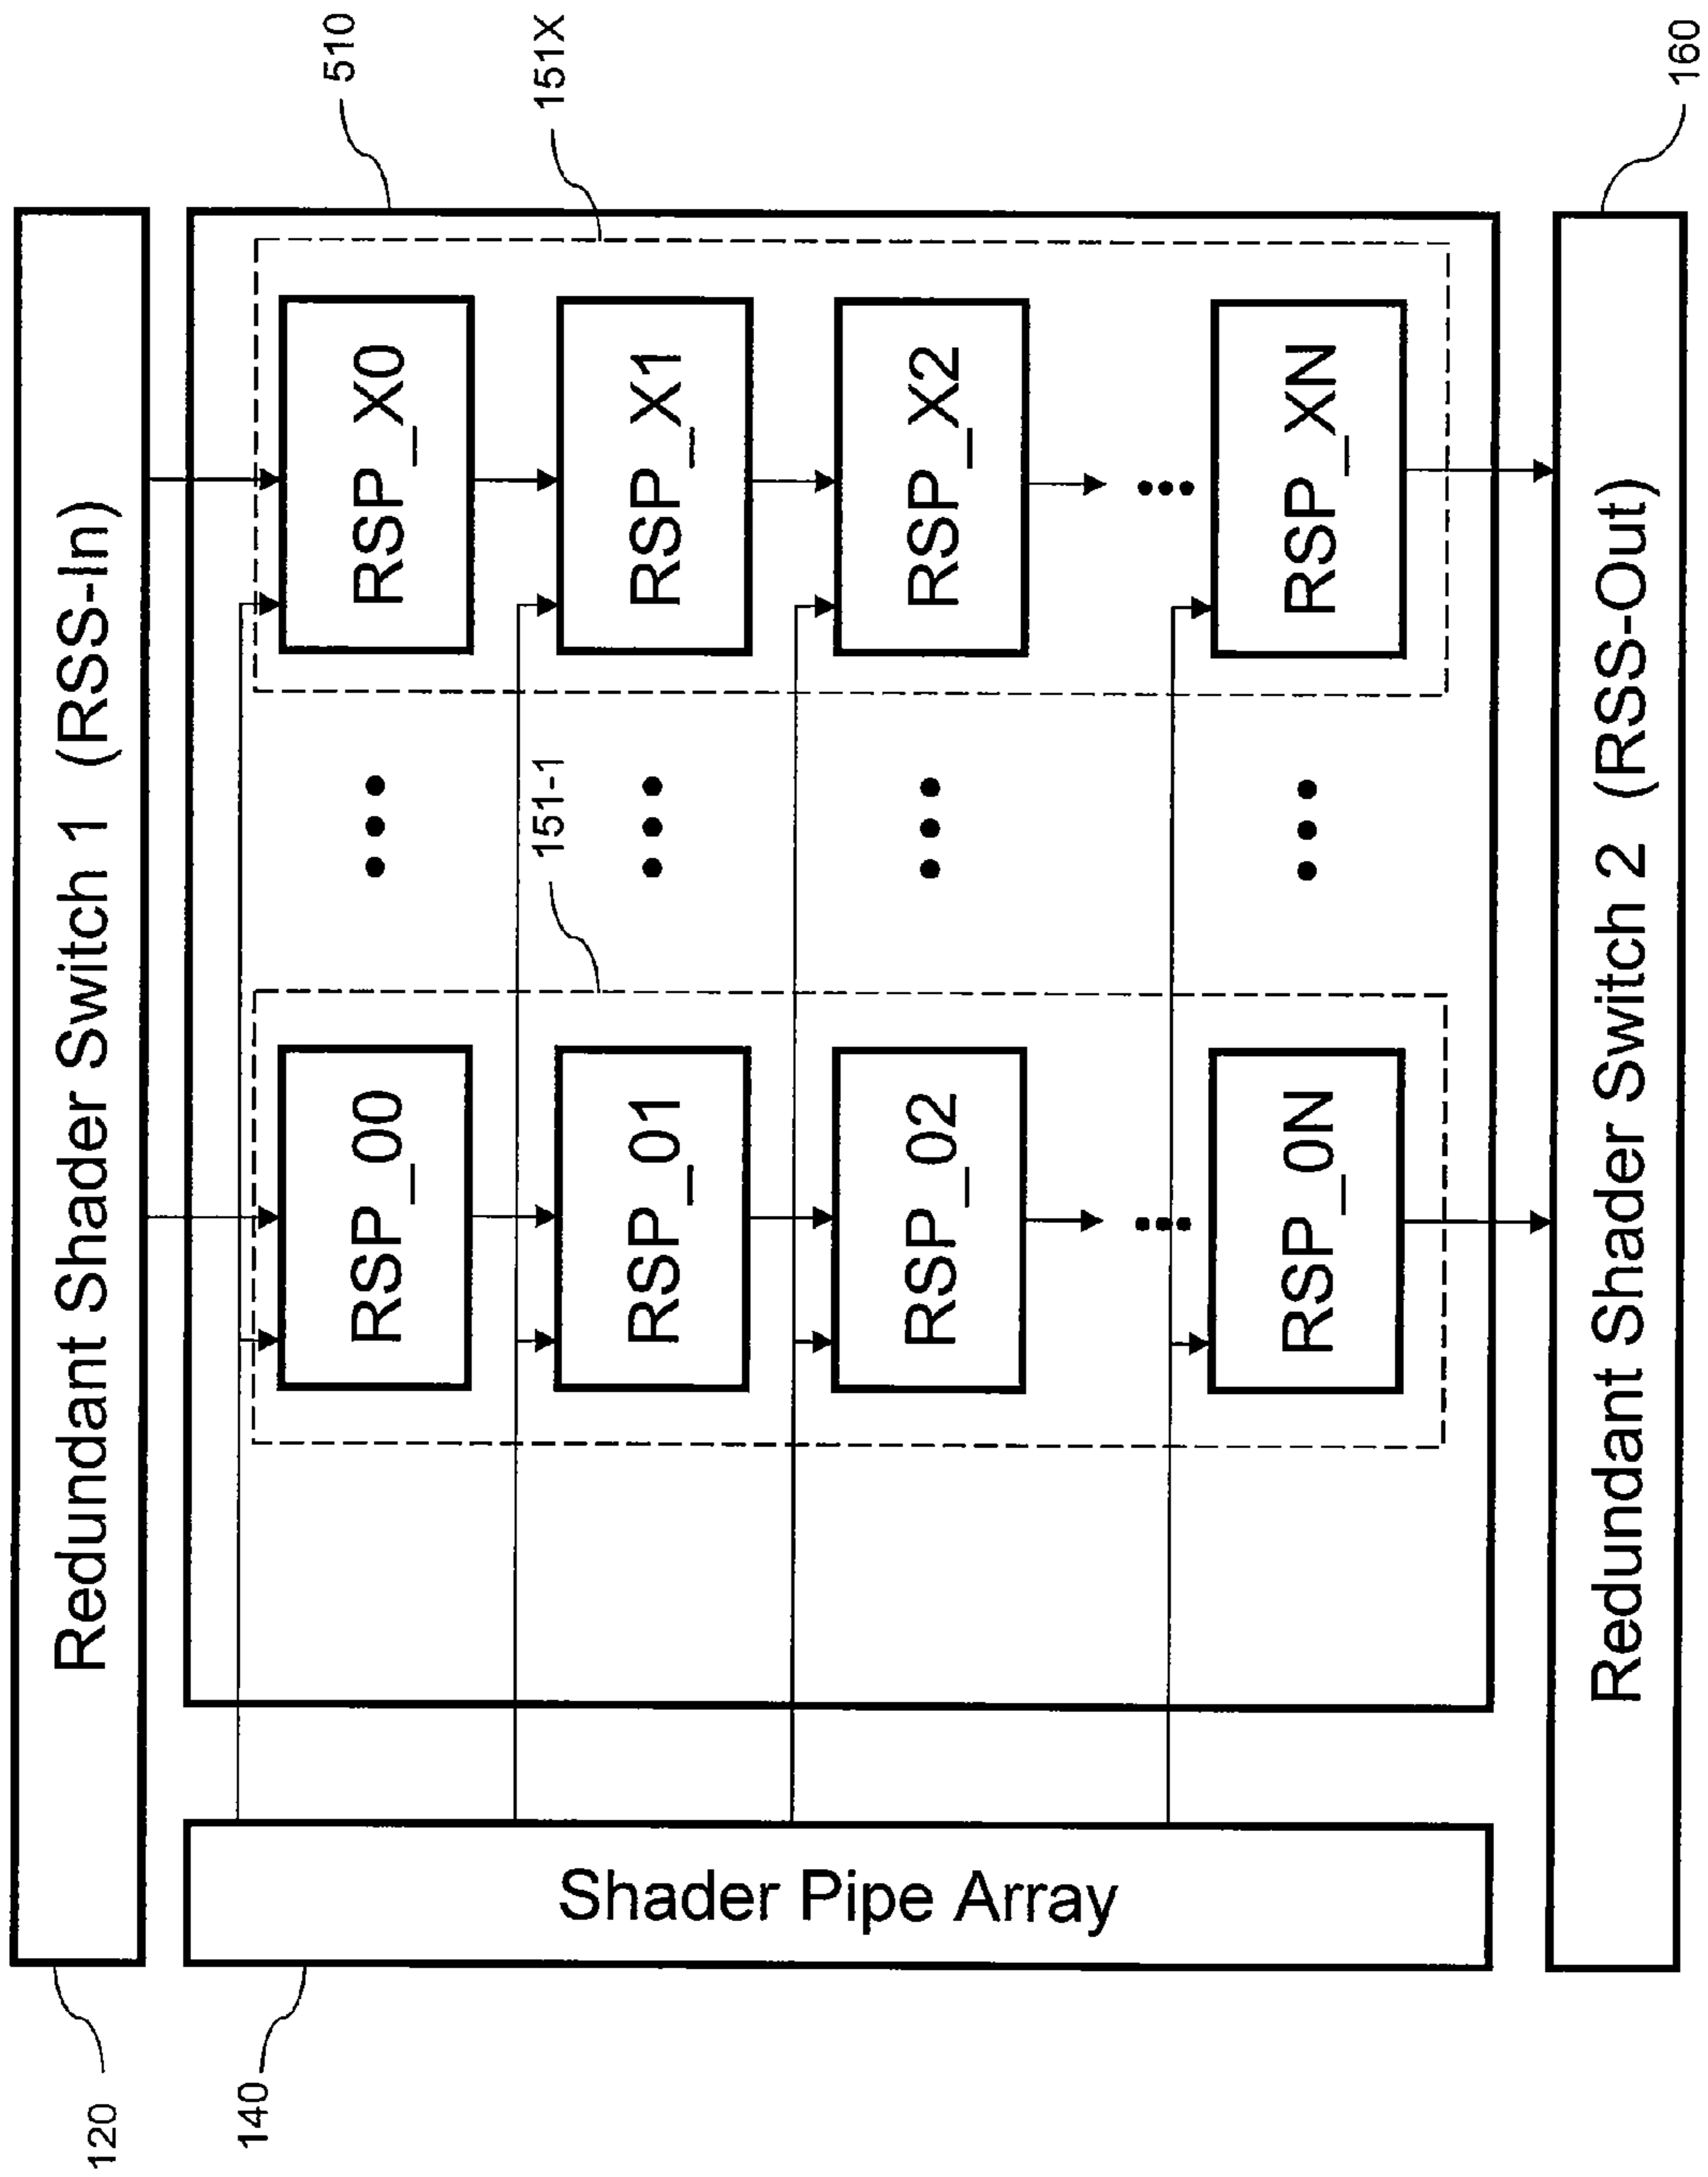 120
Redundant Shader Switch 1 (RSS-In)
510
151X
140
Shader Pipe Array
151-1
RSP_00
RSP_X0
RSP_01
RSP_X1
RSP_02
RSP_X2
RSP_0N
RSP_XN
Redundant Shader Switch 2 (RSS-Out)
160